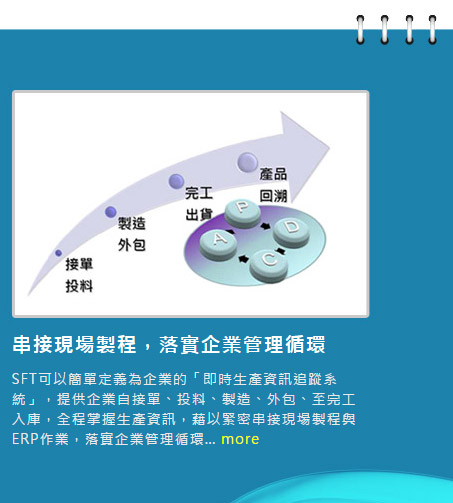 產品
回溯
完工
出貨
製造
外包
接單
投料
P
A
D
C
串接現場製程，落實企業管理循環
SFT可以簡單定義為企業的「即時生產資訊追蹤系
統」，提供企業自接單、投料、製造、外包、至完工
入庫，全程掌握生產資訊，藉以緊密串接現場製程與
ERP作業，落實企業管理循環... more